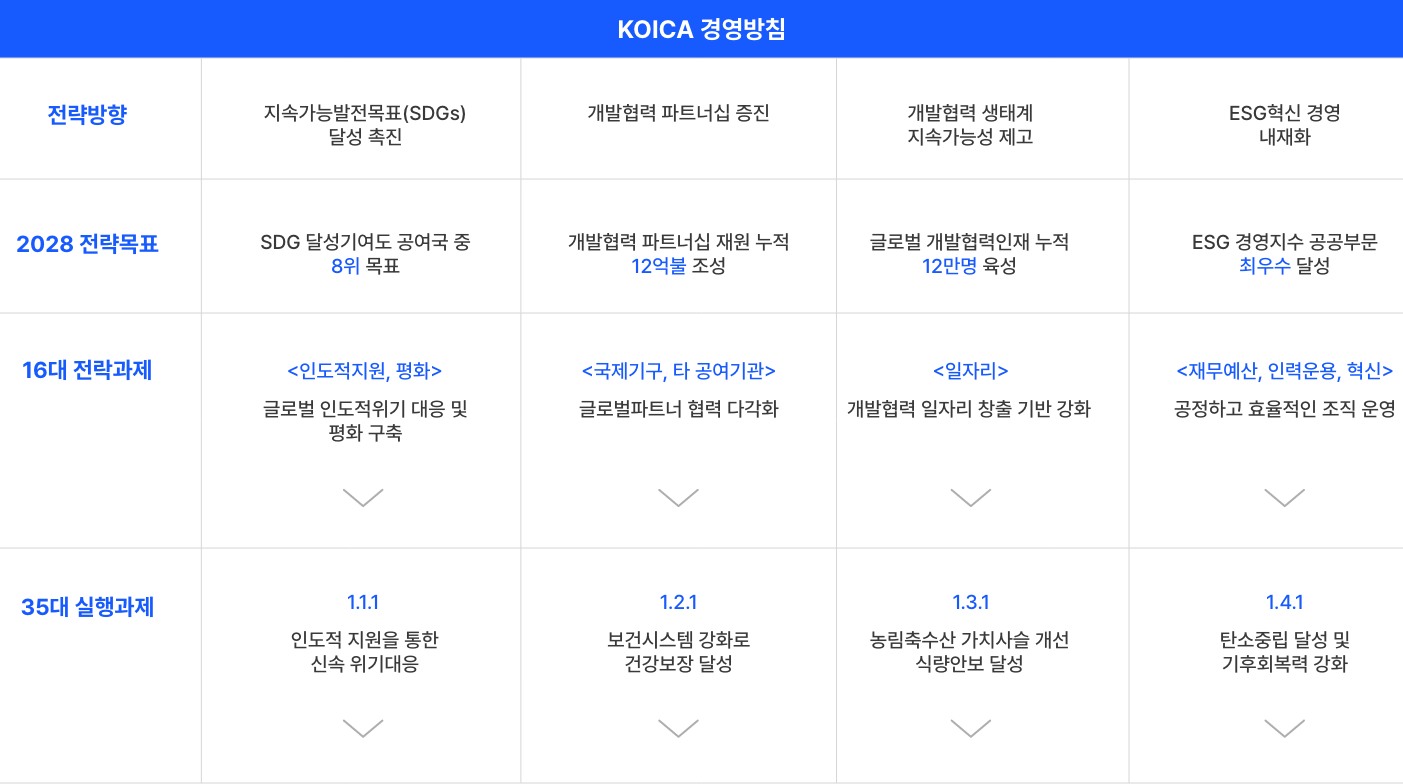 KOICA 경영방침
전략방향
지속가능발전목표(SDGs)
달성 촉진
개발협력 파트너십 증진
개발협력 생태계
지속가능성 제고
ESG혁신 경영
내재화
2028 전략목표
SDG 달성기여도 공여국 중
8위 목표
개발협력 파트너십 재원 누적
12억불 조성
글로벌 개발협력인재 누적
12만명 육성
ESG 경영지수 공공부문
최우수 달성
16대 전락과제
<인도적지원, 평화>
글로벌 인도적위기 대응 및
평화 구축
<국제기구, 타 공여기관>
글로벌파트너 협력 다각화
<일자리>
개발협력 일자리 창출 기반 강화
<재무예산, 인력운용, 혁신>
공정하고 효율적인 조직 운영
35대 실행과제
1.1.1
인도적 지원을 통한
신속 위기대응
1.2.1
보건시스템 강화로
건강보장 달성
1.3.1
농림축수산 가치사슬 개선
식량안보 달성
1.4.1
탄소중립 달성 및
기후회복력 강화